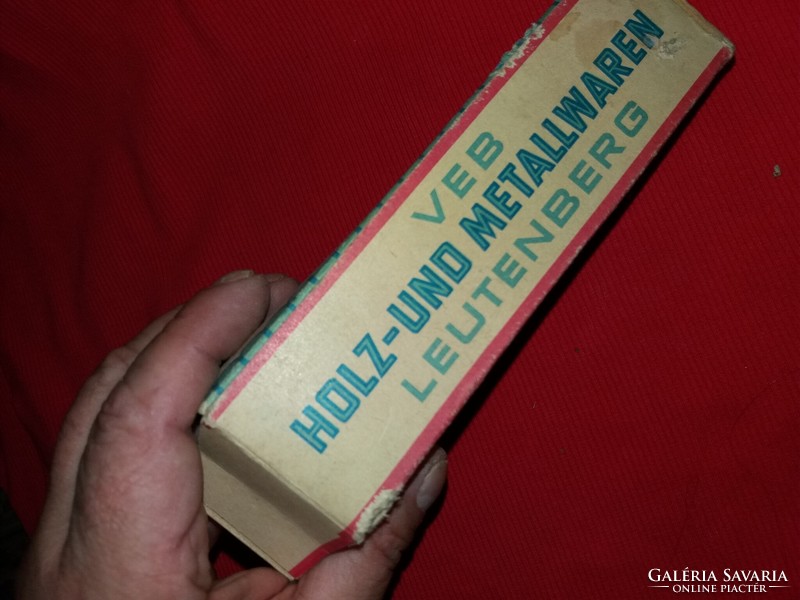 VEB
HOLZ-UND METALLWAREN
LEUTENBERG
GALÉRIA SAVARIA
ONLINE PIACTÉR